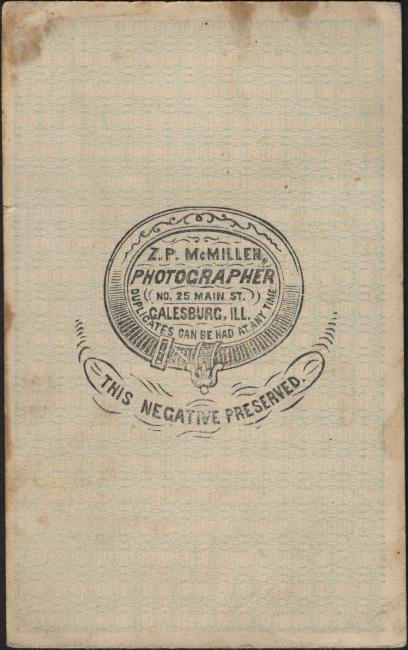 Z.P. McMILLEN,
PHOTOGRAPHER
NO. 25 MAIN ST.
GALESBURG, ILL.
DUPLICATES CAN BE HAD AT ANY TIME
THIS NEGATIVE PRESERVED.